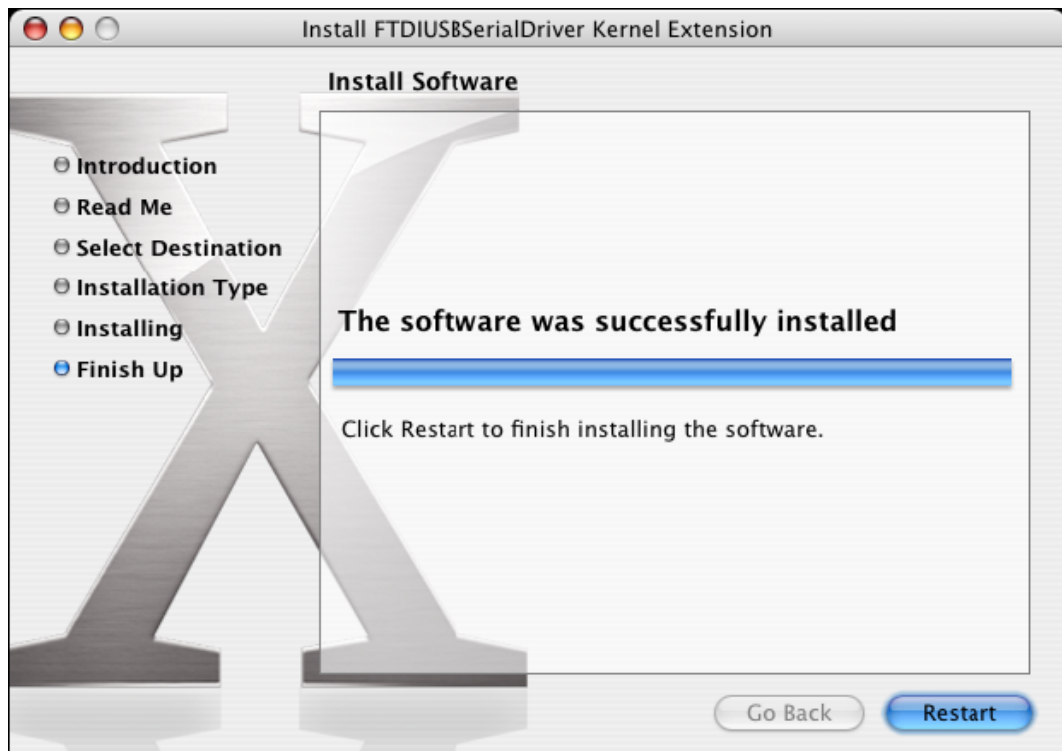 Install FTDIUSBSerialDriver Kernel Extension
Install Software
Introduction
Read Me
Select Destination
Installation Type
Installing
Finish Up
The software was successfully installed
Click Restart to finish installing the software.
Go Back
Restart